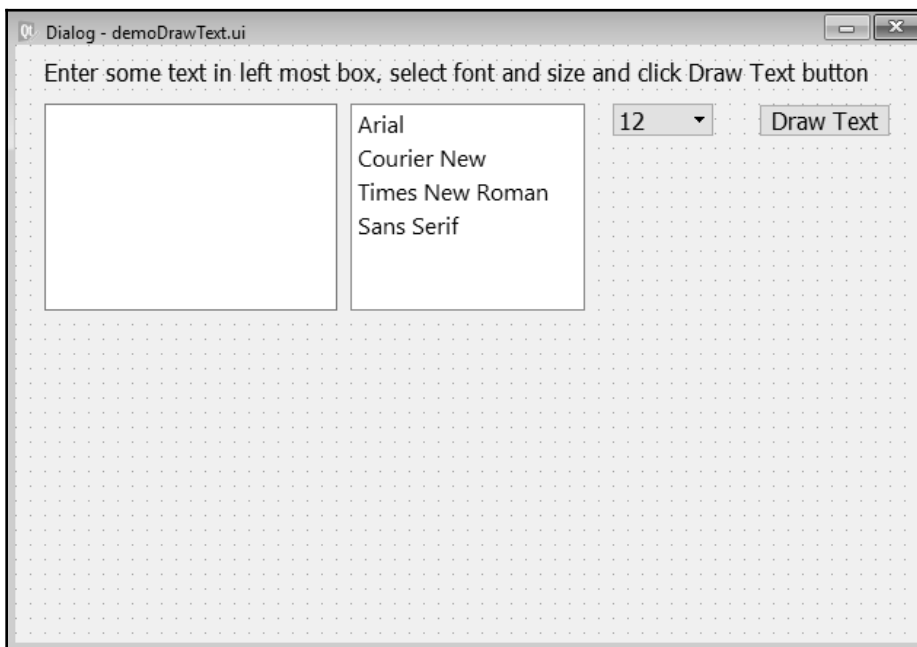 Qt Dialog - demoDrawText.ui
Enter some text in left most box, select font and size and click Draw Text button
Arial
Courier New
Times New Roman
Sans Serif
12
Draw Text